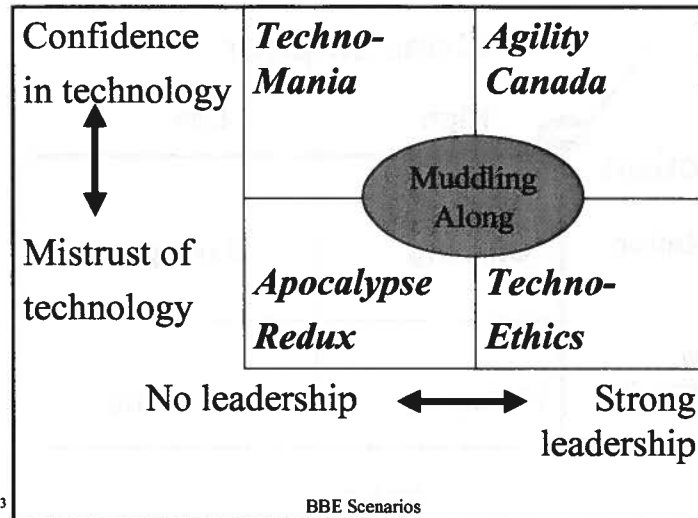 Confidence
in technology
Techno-
Mania
Agility
Canada
Muddling
Along
Mistrust of
technology
Apocalypse
Redux
Techno-
Ethics
No leadership
Strong
leadership
3
BBE Scenarios